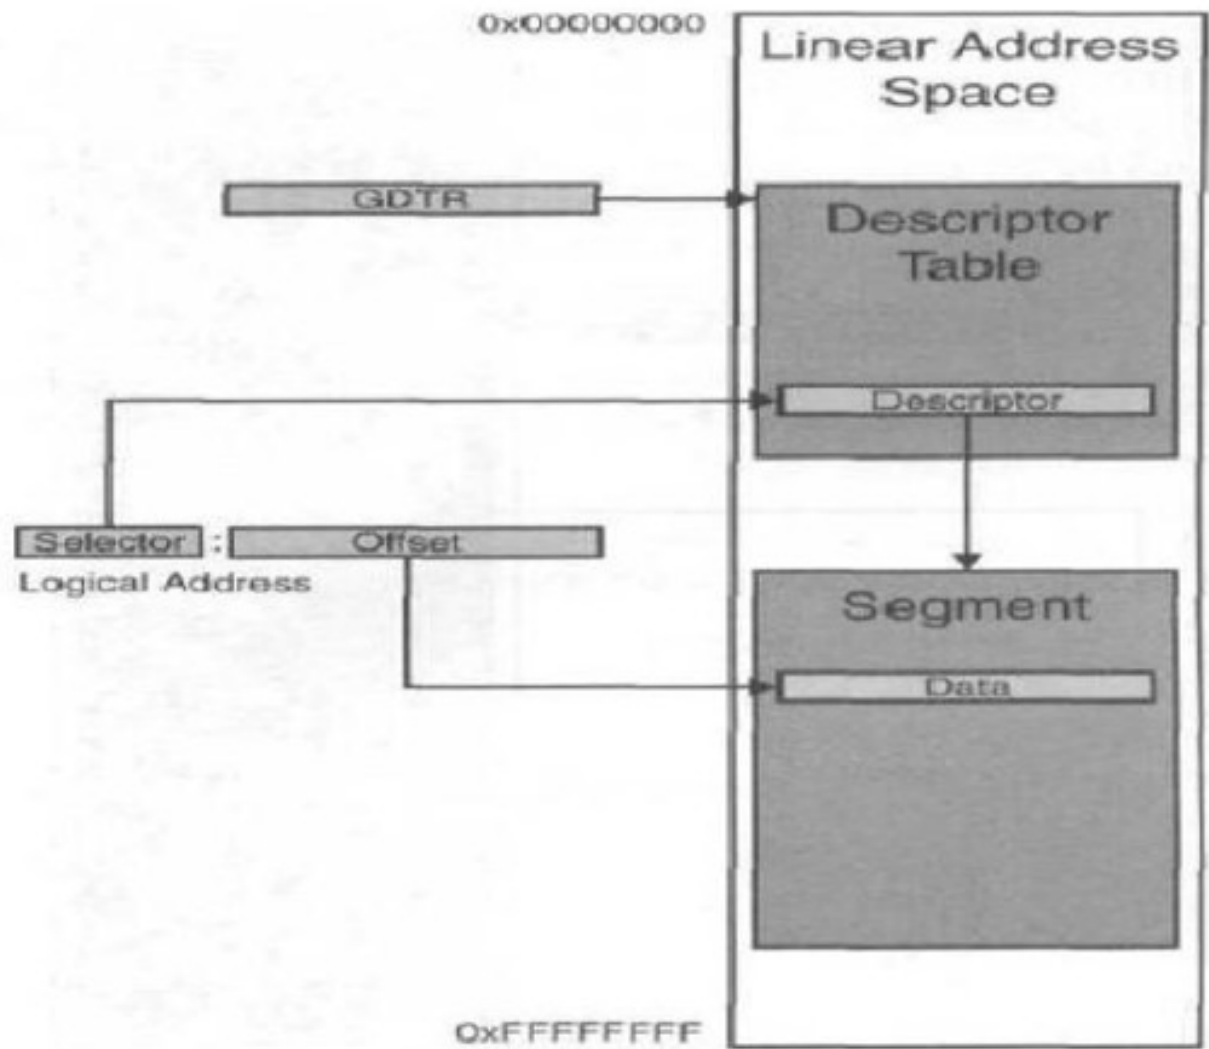 0x00000000
Linear Address
Space
GDTR
Descriptor
Table
Descriptor
Selector : Offset
Logical Address
Segment
Data
0xFFFFFFFF